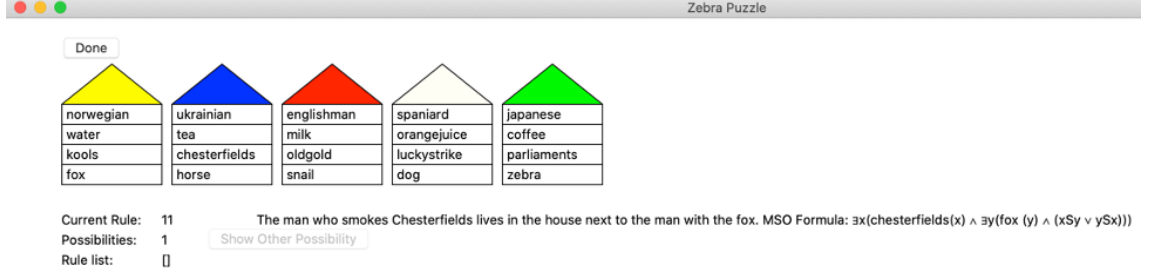 Zebra Puzzle
Done
norwegian ukrainian englishman spaniard japanese
water tea milk orangejuice coffee
kools chesterfields oldgold luckystrike parliaments
fox horse snail dog zebra
Current Rule: 11 The man who smokes Chesterfields lives in the house next to the man with the fox. MSO Formula: ∃x(chesterfields(x) ∧ ∃y(fox (y) ∧ (xSy ∨ ySx)))
Possibilities: 1 Show Other Possibility
Rule list: []